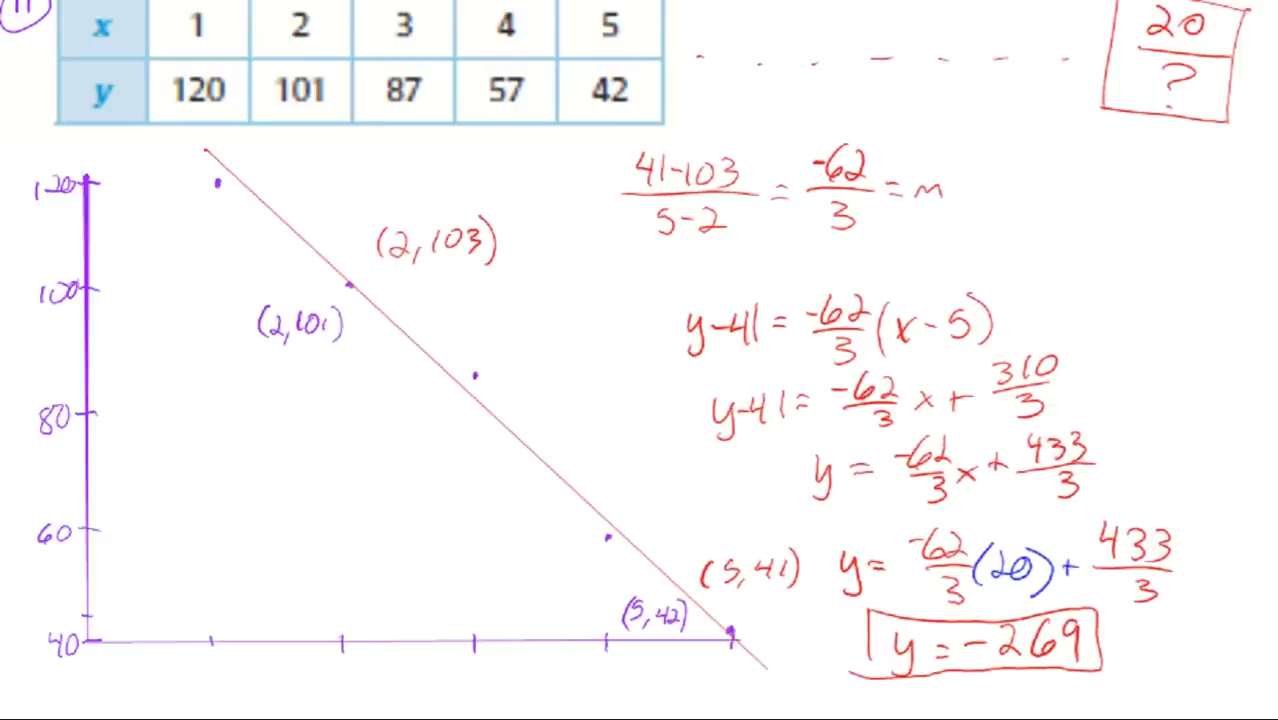 11
x 1 2 3 4 5
y 120 101 87 57 42
20
?
120
100
80
60
40
(2,103)
(2,101)
(5,41)
(5,42)
41-103 / 5-2 = -62/3 = m
y-41 = -62/3 (x-5)
y-41 = -62/3 x + 310/3
y = -62/3 x + 433/3
y = -62/3 (20) + 433/3
y = -269